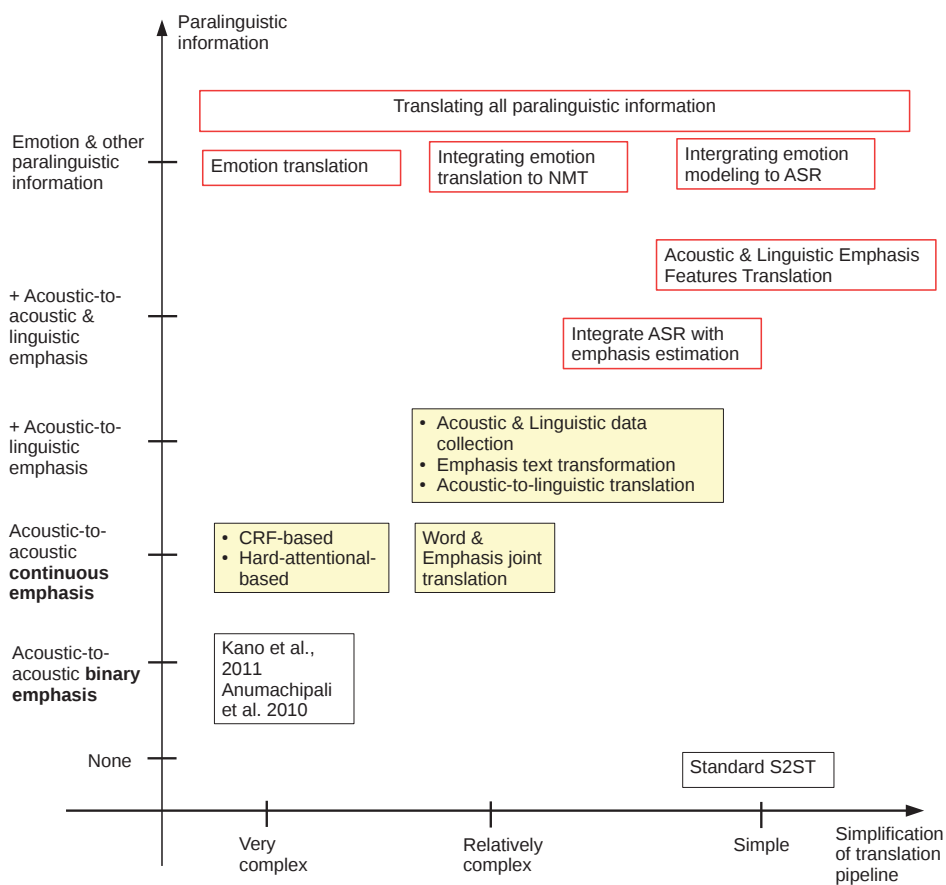 Paralinguistic
information
Translating all paralinguistic information
Emotion & other
paralinguistic
information
Emotion translation
Integrating emotion
translation to NMT
Intergrating emotion
modeling to ASR
Acoustic & Linguistic Emphasis
Features Translation
+ Acoustic-to-
acoustic &
linguistic
emphasis
Integrate ASR with
emphasis estimation
+ Acoustic-to-
linguistic
emphasis
• Acoustic & Linguistic data
collection
• Emphasis text transformation
• Acoustic-to-linguistic translation
Acoustic-to-
acoustic
continuous
emphasis
• CRF-based
• Hard-attentional-
based
Word &
Emphasis joint
translation
Acoustic-to-
acoustic binary
emphasis
Kano et al.,
2011
Anumachipali
et al. 2010
None
Standard S2ST
Very
complex
Relatively
complex
Simple
Simplification
of translation
pipeline